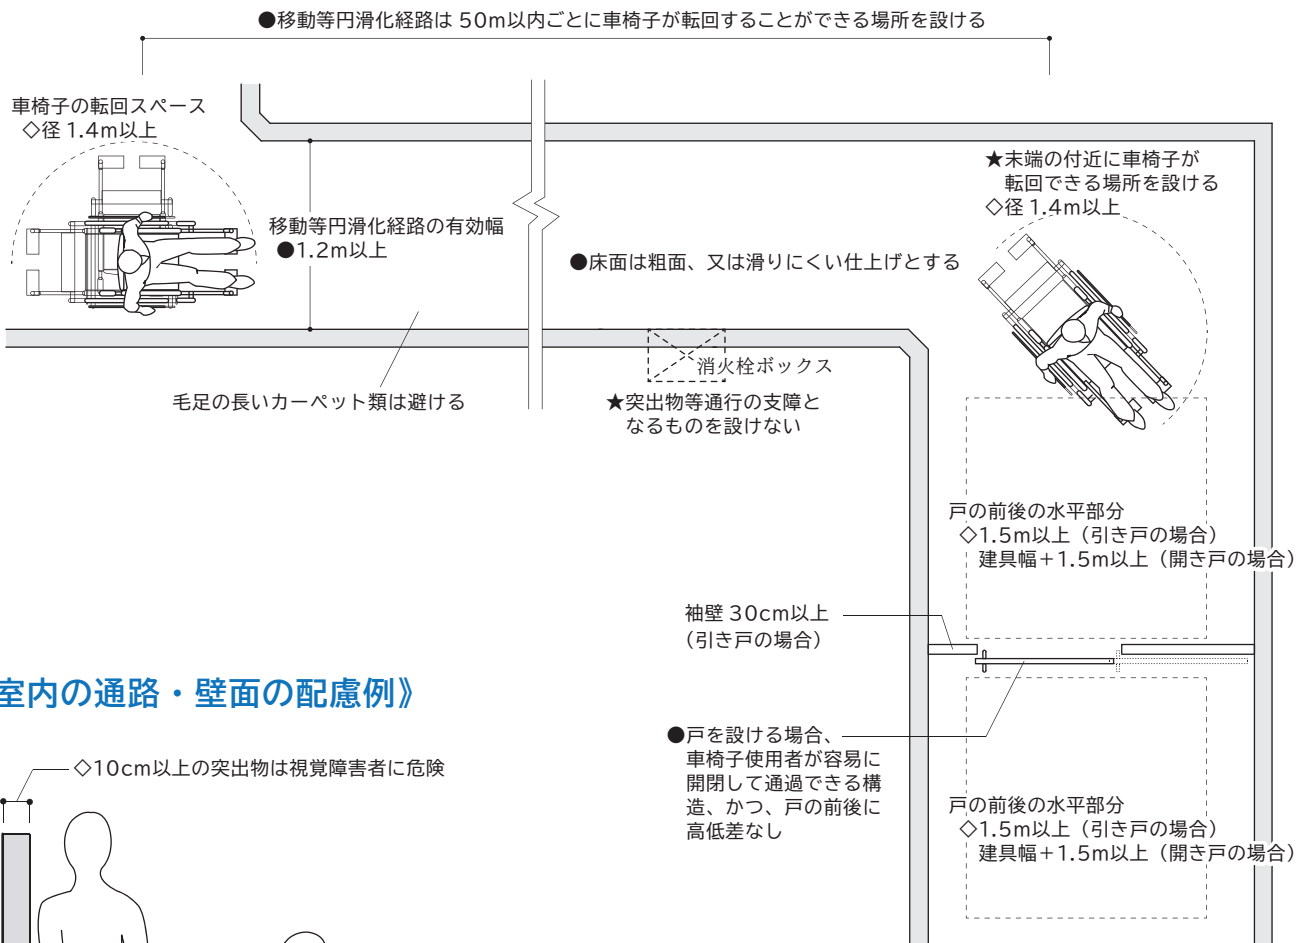 ●移動等円滑化経路は 50m以内ごとに車椅子が転回することができる場所を設ける
車椅子の転回スペース
◇径 1.4m以上
★末端の付近に車椅子が
転回できる場所を設ける
◇径 1.4m以上
移動等円滑化経路の有効幅
●1.2m以上
●床面は粗面、又は滑りにくい仕上げとする
消火栓ボックス
毛足の長いカーペット類は避ける
★突出物等通行の支障と
なるものを設けない
戸の前後の水平部分
◇1.5m以上（引き戸の場合）
建具幅＋1.5m以上（開き戸の場合）
袖壁 30cm以上
（引き戸の場合）
室内の通路・壁面の配慮例》
●戸を設ける場合、
車椅子使用者が容易に
開閉して通過できる構
造、かつ、戸の前後に
高低差なし
◇10cm以上の突出物は視覚障害者に危険
戸の前後の水平部分
◇1.5m以上（引き戸の場合）
建具幅＋1.5m以上（開き戸の場合）